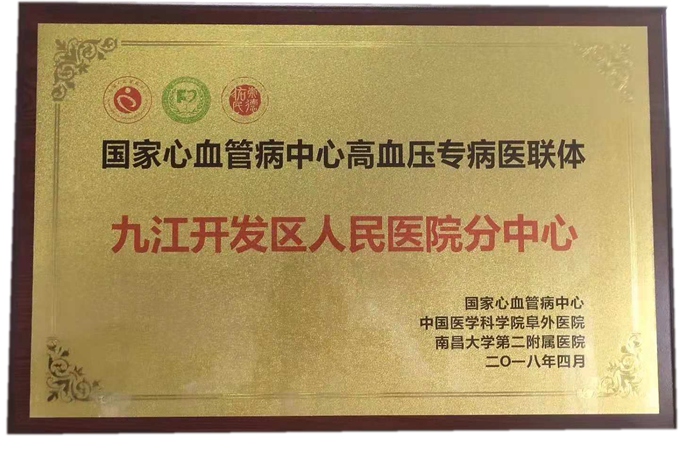 国家心血管病中心高血压专病医联体
九江开发区人民医院分中心
国家心血管病中心
中国医学科学院阜外医院
南昌大学第二附属医院
二〇一八年四月